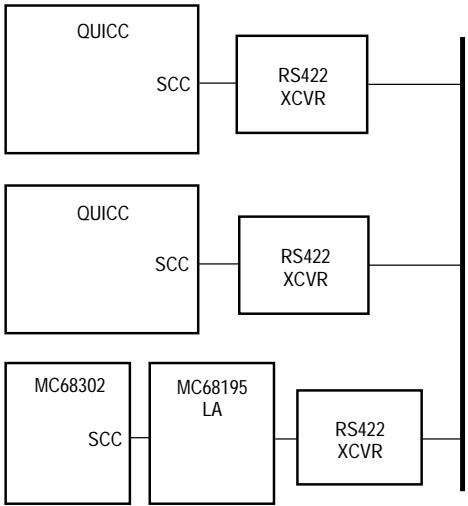 QUICC
SCC
RS422
XCVR
QUICC
SCC
RS422
XCVR
MC68302
SCC
MC68195
LA
RS422
XCVR